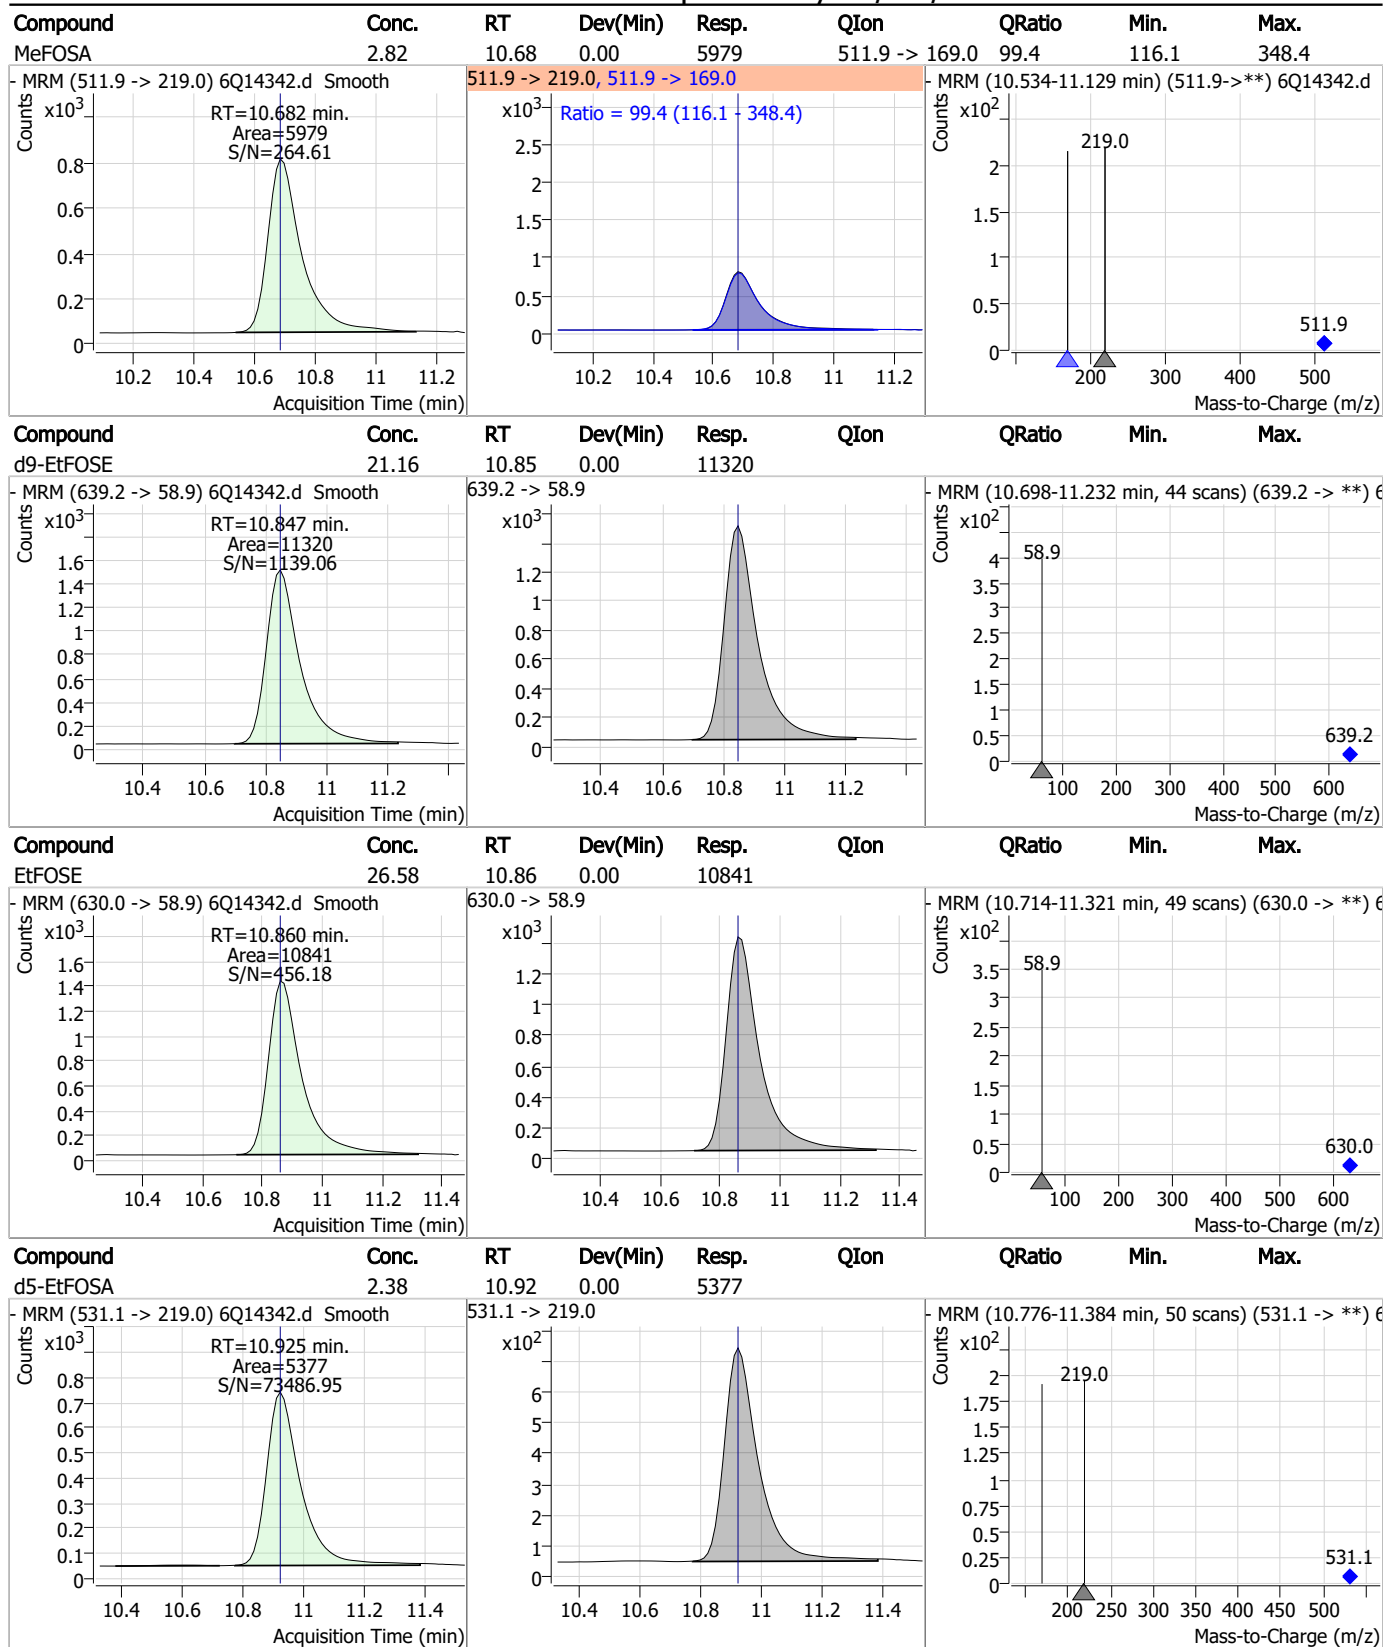 Compound Conc. RT Dev(Min) Resp. QIon QRatio Min. Max.
MeFOSA 2.82 10.68 0.00 5979 511.9 -> 169.0 99.4 116.1 348.4
- MRM (511.9 -> 219.0) 6Q14342.d Smooth
Counts
x10³
RT=10.682 min.
Area=5979
S/N=264.61
0.8
0.6
0.4
0.2
0
10.2 10.4 10.6 10.8 11 11.2
Acquisition Time (min)
511.9 -> 219.0, 511.9 -> 169.0
x10³
Ratio = 99.4 (116.1 - 348.4)
2.5
2
1.5
1
0.5
0
10.2 10.4 10.6 10.8 11 11.2
- MRM (10.534-11.129 min) (511.9->**) 6Q14342.d
Counts
x10²
219.0
2
1.5
1
0.5
0
511.9
200 300 400 500
Mass-to-Charge (m/z)
Compound Conc. RT Dev(Min) Resp. QIon QRatio Min. Max.
d9-EtFOSE 21.16 10.85 0.00 11320
- MRM (639.2 -> 58.9) 6Q14342.d Smooth
Counts
x10³
RT=10.847 min.
Area=11320
S/N=1139.06
1.6
1.4
1.2
1
0.8
0.6
0.4
0.2
0
10.4 10.6 10.8 11 11.2
Acquisition Time (min)
639.2 -> 58.9
x10³
1.2
1
0.8
0.6
0.4
0.2
0
10.4 10.6 10.8 11 11.2
- MRM (10.698-11.232 min, 44 scans) (639.2 -> **) 6
Counts
x10²
58.9
4
3.5
3
2.5
2
1.5
1
0.5
0
639.2
100 200 300 400 500 600
Mass-to-Charge (m/z)
Compound Conc. RT Dev(Min) Resp. QIon QRatio Min. Max.
EtFOSE 26.58 10.86 0.00 10841
- MRM (630.0 -> 58.9) 6Q14342.d Smooth
Counts
x10³
RT=10.860 min.
Area=10841
S/N=456.18
1.6
1.4
1.2
1
0.8
0.6
0.4
0.2
0
10.4 10.6 10.8 11 11.2 11.4
Acquisition Time (min)
630.0 -> 58.9
x10³
1.2
1
0.8
0.6
0.4
0.2
0
10.4 10.6 10.8 11 11.2 11.4
- MRM (10.714-11.321 min, 49 scans) (630.0 -> **) 6
Counts
x10²
58.9
3.5
3
2.5
2
1.5
1
0.5
0
630.0
100 200 300 400 500 600
Mass-to-Charge (m/z)
Compound Conc. RT Dev(Min) Resp. QIon QRatio Min. Max.
d5-EtFOSA 2.38 10.92 0.00 5377
- MRM (531.1 -> 219.0) 6Q14342.d Smooth
Counts
x10³
RT=10.925 min.
Area=5377
S/N=73486.95
0.8
0.7
0.6
0.5
0.4
0.3
0.2
0.1
0
10.4 10.6 10.8 11 11.2 11.4
Acquisition Time (min)
531.1 -> 219.0
x10²
6
5
4
3
2
1
0
10.4 10.6 10.8 11 11.2 11.4
- MRM (10.776-11.384 min, 50 scans) (531.1 -> **) 6
Counts
x10²
219.0
2
1.75
1.5
1.25
1
0.75
0.5
0.25
0
531.1
200 250 300 350 400 450 500
Mass-to-Charge (m/z)